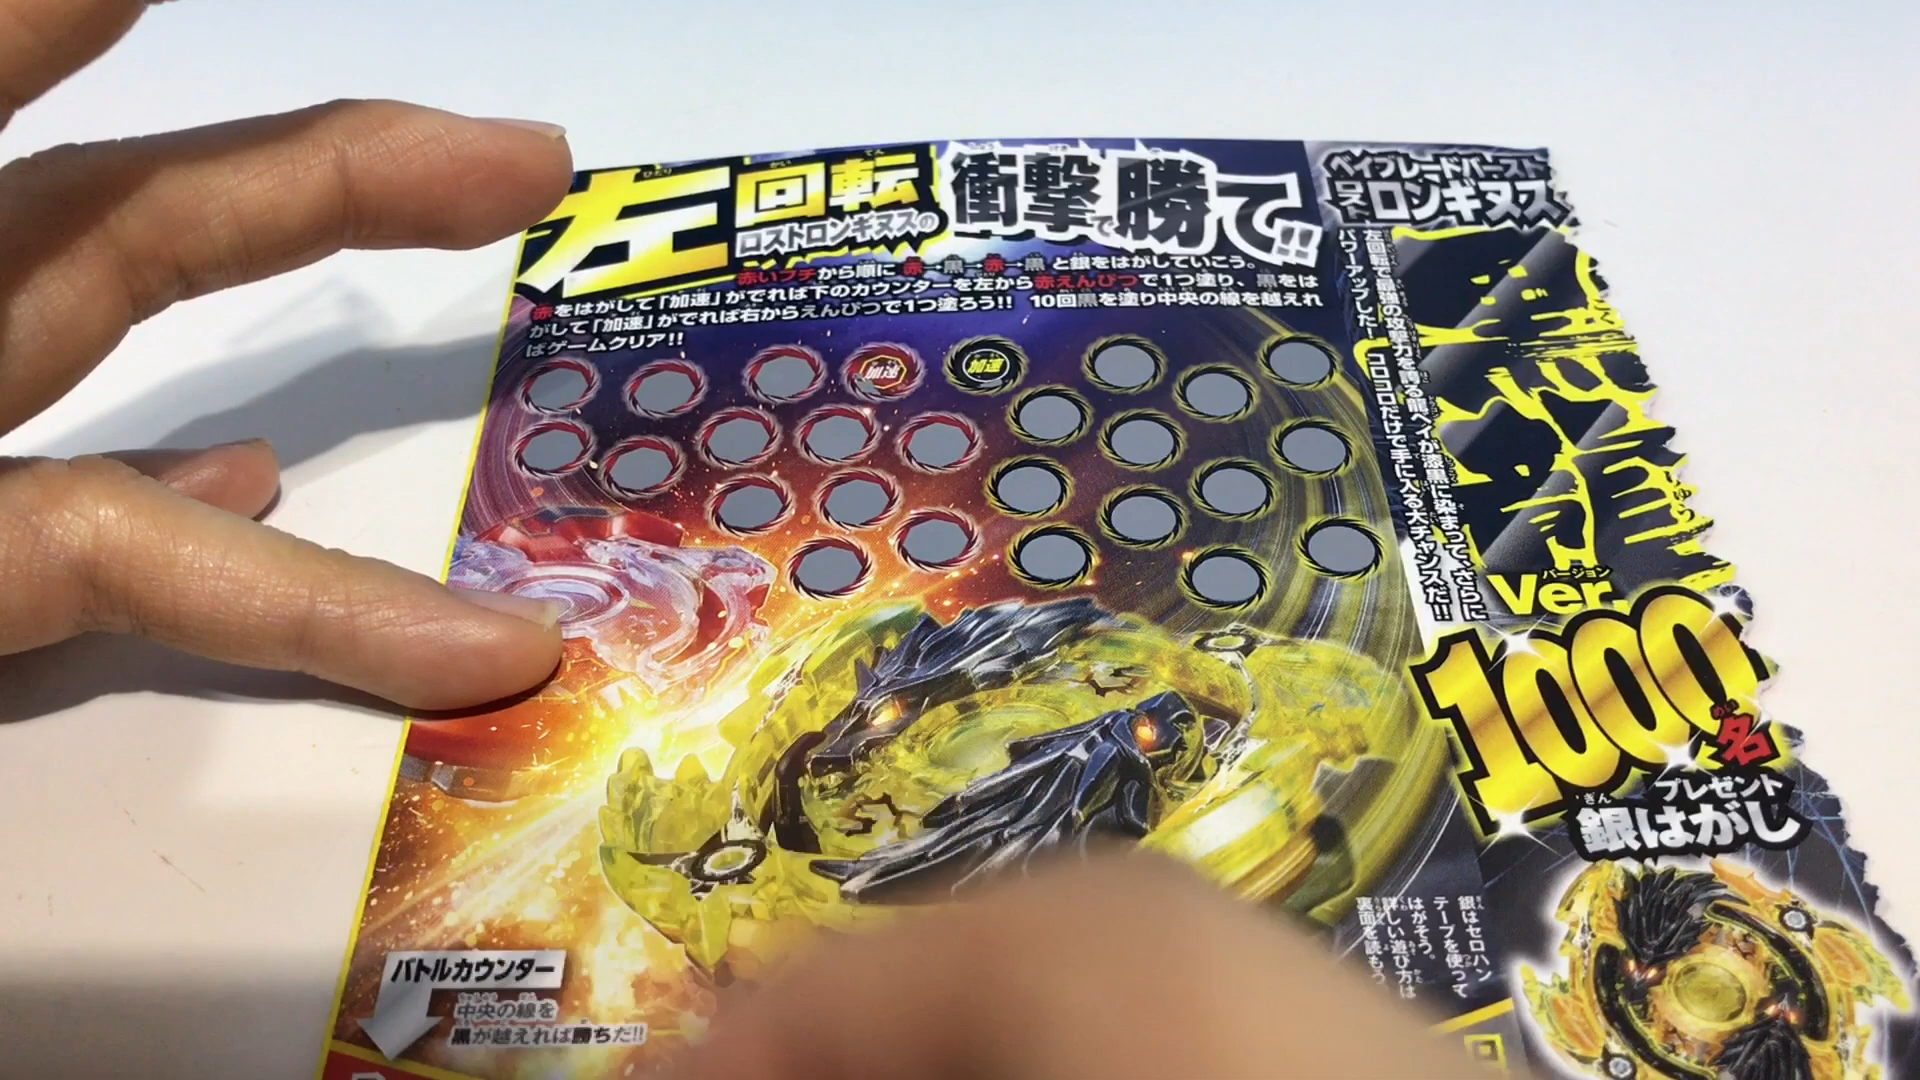 左回転
ロストロンギヌスの
衝撃で勝て!!
赤いフチから順に 赤→黒→赤→黒 と銀をはがしていこう。
赤をはがして「加速」がでれば下のカウンターを左から赤えんぴつで1つ塗り、黒をは
がして「加速」がでれば右からえんぴつで1つ塗ろう!! 10回黒を塗り中央の線を越えれ
ばゲームクリア!!
加速
加速
ベイブレードバースト
ロスト
ロンギヌス
左回転で最強の攻撃力を誇る龍ベイが漆黒に染まって、さらに
パワーアップした! コロコロだけで手に入る大チャンスだ!!
Ver.
バージョン
1000名
プレゼント
銀はがし
銀はセロハン
テープを使って
はがそう。
詳しい遊び方は
裏面を読もう
バトルカウンター
中央の線を
黒が越えれば勝ちだ!!